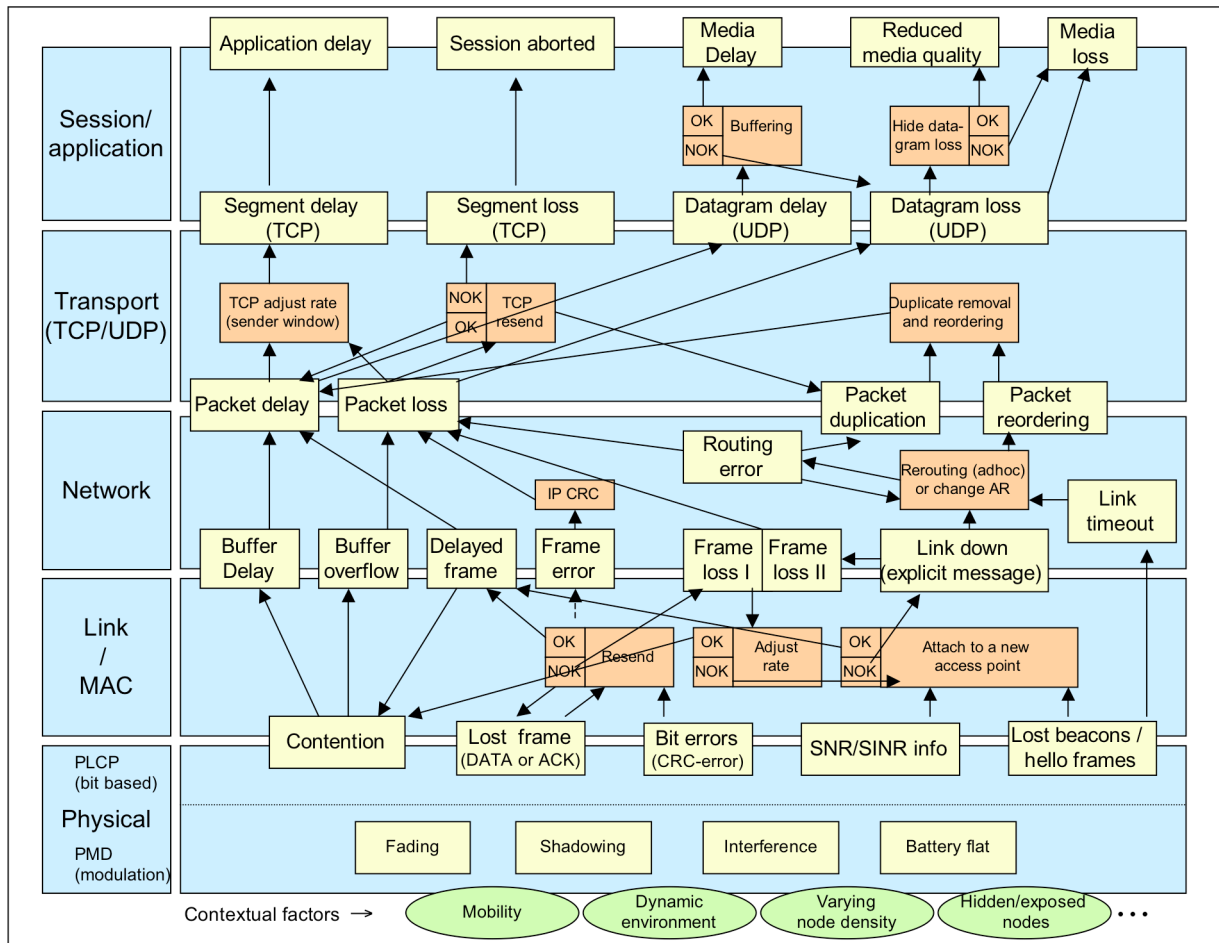 Application delay
Session aborted
Media
Delay
Reduced
media quality
Media
loss
Session/
application
OK
NOK
Buffering
Hide data-
gram loss
OK
NOK
Segment delay
(TCP)
Segment loss
(TCP)
Datagram delay
(UDP)
Datagram loss
(UDP)
Transport
(TCP/UDP)
TCP adjust rate
(sender window)
NOK
OK
TCP
resend
Duplicate removal
and reordering
Packet delay
Packet loss
Packet
duplication
Packet
reordering
Network
Routing
error
Rerouting (adhoc)
or change AR
IP CRC
Link
timeout
Buffer
Delay
Buffer
overflow
Delayed
frame
Frame
error
Frame
loss I
Frame
loss II
Link down
(explicit message)
Link
/
MAC
OK
NOK
Resend
OK
NOK
Adjust
rate
OK
NOK
Attach to a new
access point
Contention
Lost frame
(DATA or ACK)
Bit errors
(CRC-error)
SNR/SINR info
Lost beacons /
hello frames
PLCP
(bit based)
Physical
PMD
(modulation)
Fading
Shadowing
Interference
Battery flat
Contextual factors →
Mobility
Dynamic
environment
Varying
node density
Hidden/exposed
nodes
• • •